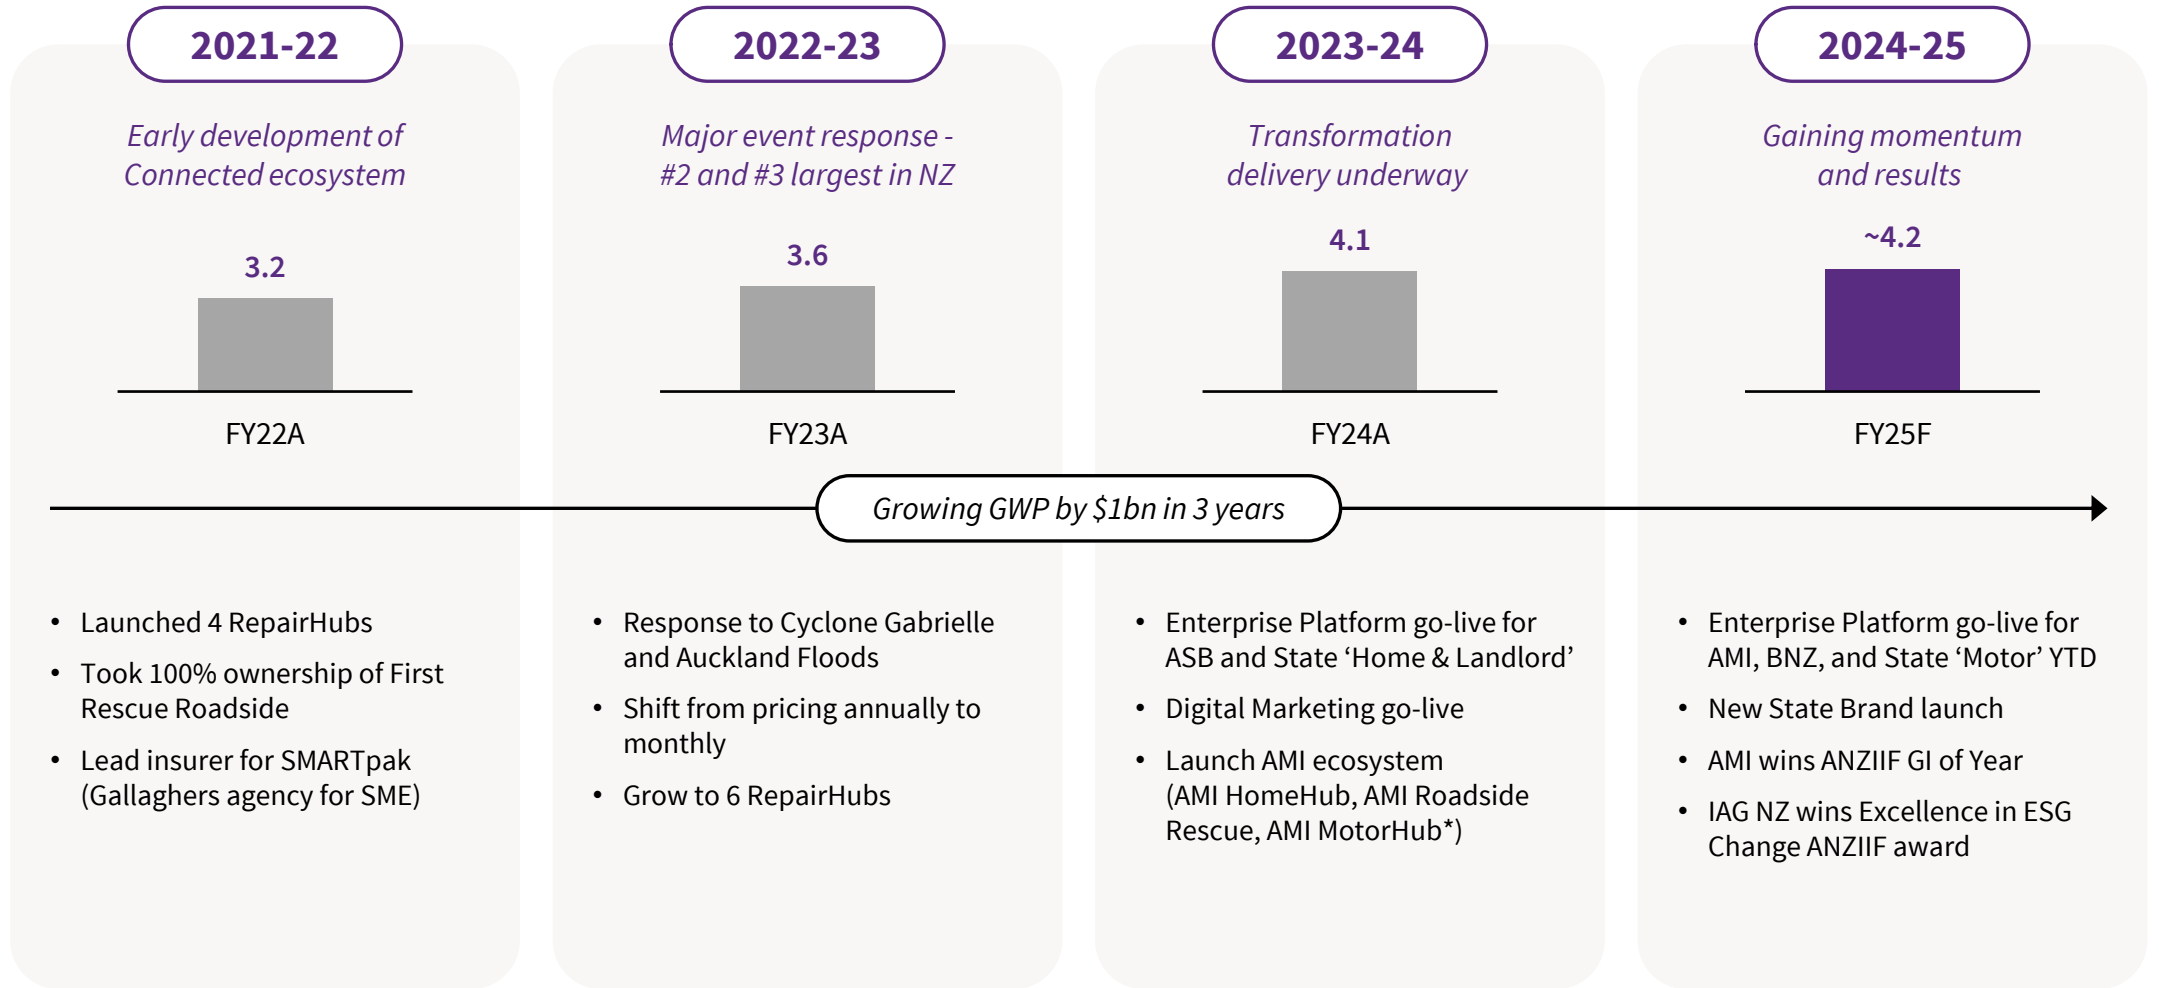 2021-22
Early development of
Connected ecosystem
3.2
FY22A
2022-23
Major event response -
#2 and #3 largest in NZ
3.6
FY23A
2023-24
Transformation
delivery underway
4.1
FY24A
2024-25
Gaining momentum
and results
~4.2
FY25F
Growing GWP by $1bn in 3 years
• Launched 4 RepairHubs
• Took 100% ownership of First
Rescue Roadside
• Lead insurer for SMARTpak
(Gallaghers agency for SME)
• Response to Cyclone Gabrielle
and Auckland Floods
• Shift from pricing annually to
monthly
• Grow to 6 RepairHubs
• Enterprise Platform go-live for
ASB and State ‘Home & Landlord’
• Digital Marketing go-live
• Launch AMI ecosystem
(AMI HomeHub, AMI Roadside
Rescue, AMI MotorHub*)
• Enterprise Platform go-live for
AMI, BNZ, and State ‘Motor’ YTD
• New State Brand launch
• AMI wins ANZIIF GI of Year
• IAG NZ wins Excellence in ESG
Change ANZIIF award